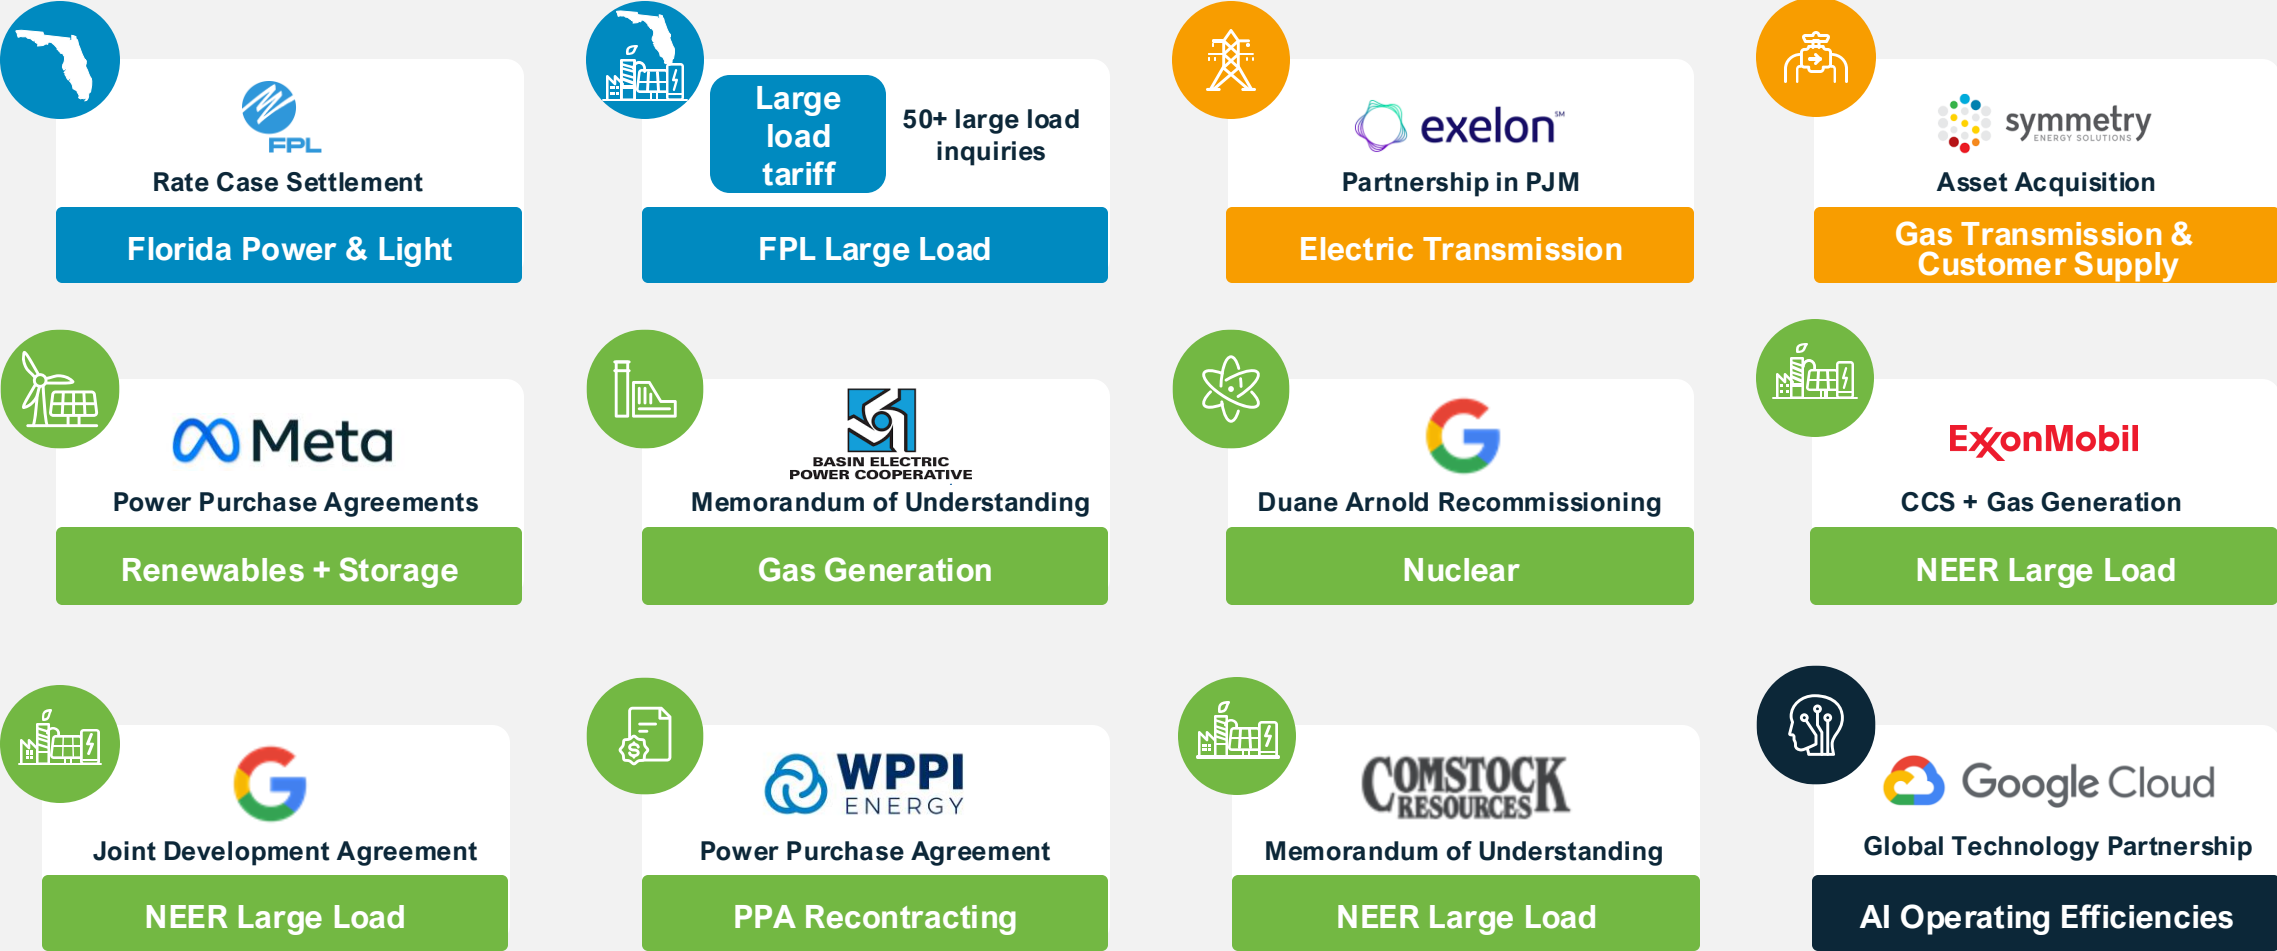 FPL
Rate Case Settlement
Florida Power & Light
Large
load
tariff
50+ large load
inquiries
FPL Large Load
exelon℠
Partnership in PJM
Electric Transmission
symmetry
ENERGY SOLUTIONS
Asset Acquisition
Gas Transmission &
Customer Supply
Meta
Power Purchase Agreements
Renewables + Storage
BASIN ELECTRIC
POWER COOPERATIVE
Memorandum of Understanding
Gas Generation
G
Duane Arnold Recommissioning
Nuclear
ExxonMobil
CCS + Gas Generation
NEER Large Load
G
Joint Development Agreement
NEER Large Load
$
WPPI
ENERGY
Power Purchase Agreement
PPA Recontracting
COMSTOCK
RESOURCES
Memorandum of Understanding
NEER Large Load
Google Cloud
Global Technology Partnership
AI Operating Efficiencies